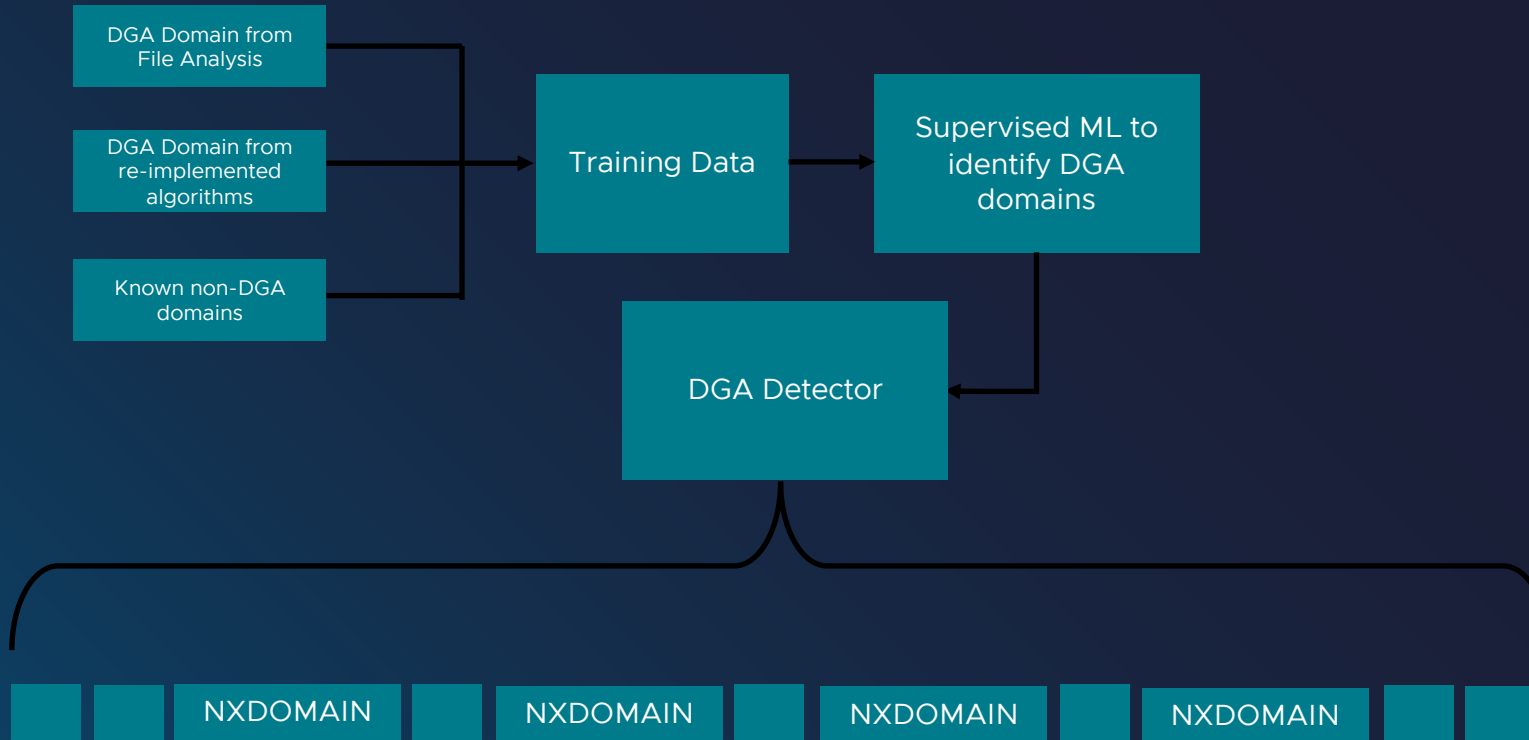 DGA Domain from
File Analysis
DGA Domain from
re-implemented
algorithms
Known non-DGA
domains
Training Data
Supervised ML to
identify DGA
domains
DGA Detector
NXDOMAIN
NXDOMAIN
NXDOMAIN
NXDOMAIN